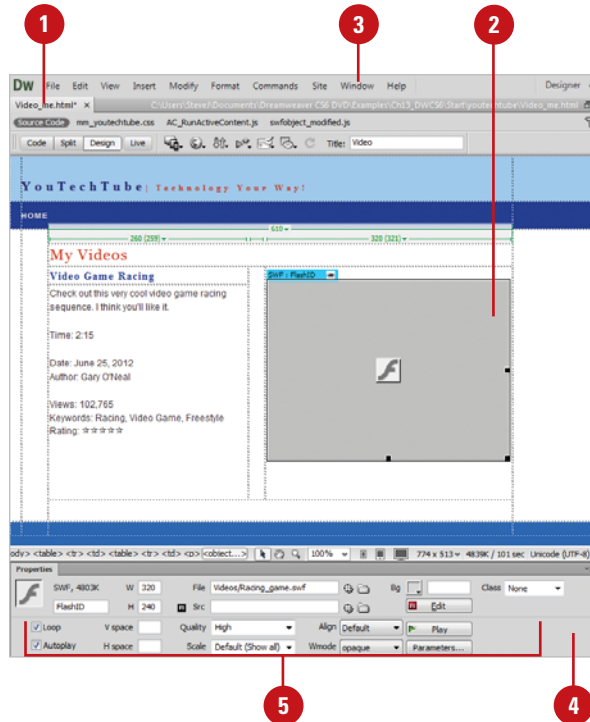 1
3
2
Dw File Edit View Insert Modify Format Commands Site Window Help Designer
Video_me.html* × C:\Users\SteveJ\Documents\Dreamweaver CS6 DVD\Examples\Ch13_DWCS6\Start\youtechtube\Video_me.html
Source Code mm_youtechtube.css AC_RunActiveContent.js swfobject_modified.js
Code Split Design Live Title: Video
YouTechTube| Technology Your Way!
HOME
610
260 (259) 320 (321)
My Videos
Video Game Racing
SWF : FlashID
Check out this very cool video game racing
sequence. I think you'll like it.
Time: 2:15
Date: June 25, 2012
Author: Gary O'Neal
Views: 102,765
Keywords: Racing, Video Game, Freestyle
Rating: ☆☆☆☆☆
ody> <table> <tr> <td> <table> <tr> <td> <p> <object...> 100% 774 x 513 4839K / 101 sec Unicode (UTF-8)
Properties
SWF, 4803K W 320 File Videos/Racing_game.swf Bg Class None
FlashID H 240 Src Edit
Loop V space Quality High Align Default Play
Autoplay H space Scale Default (Show all) Wmode opaque Parameters...
5
4